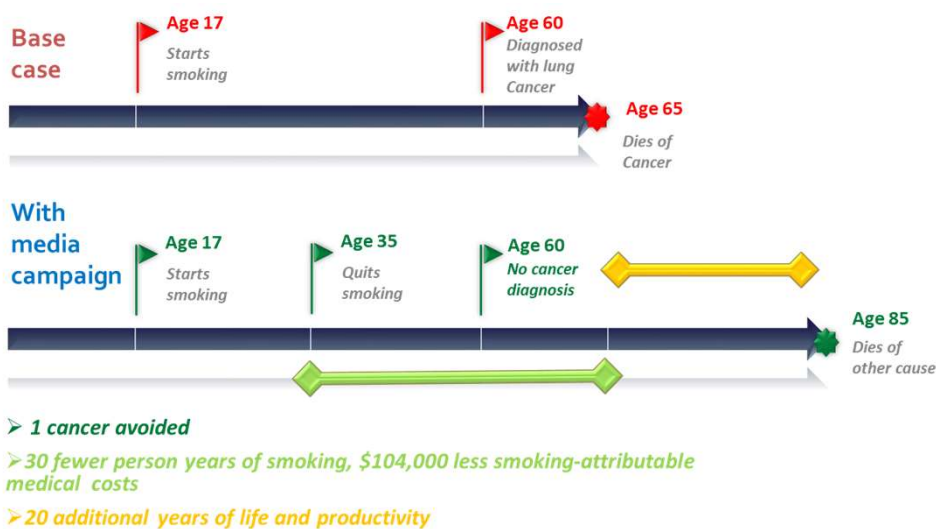 Base
case
Age 17
Starts
smoking
Age 60
Diagnosed
with lung
Cancer
Age 65
Dies of
Cancer
With
media
campaign
Age 17
Starts
smoking
Age 35
Quits
smoking
Age 60
No cancer
diagnosis
Age 85
Dies of
other cause
➢ 1 cancer avoided
➢30 fewer person years of smoking, $104,000 less smoking-attributable
medical costs
➢20 additional years of life and productivity